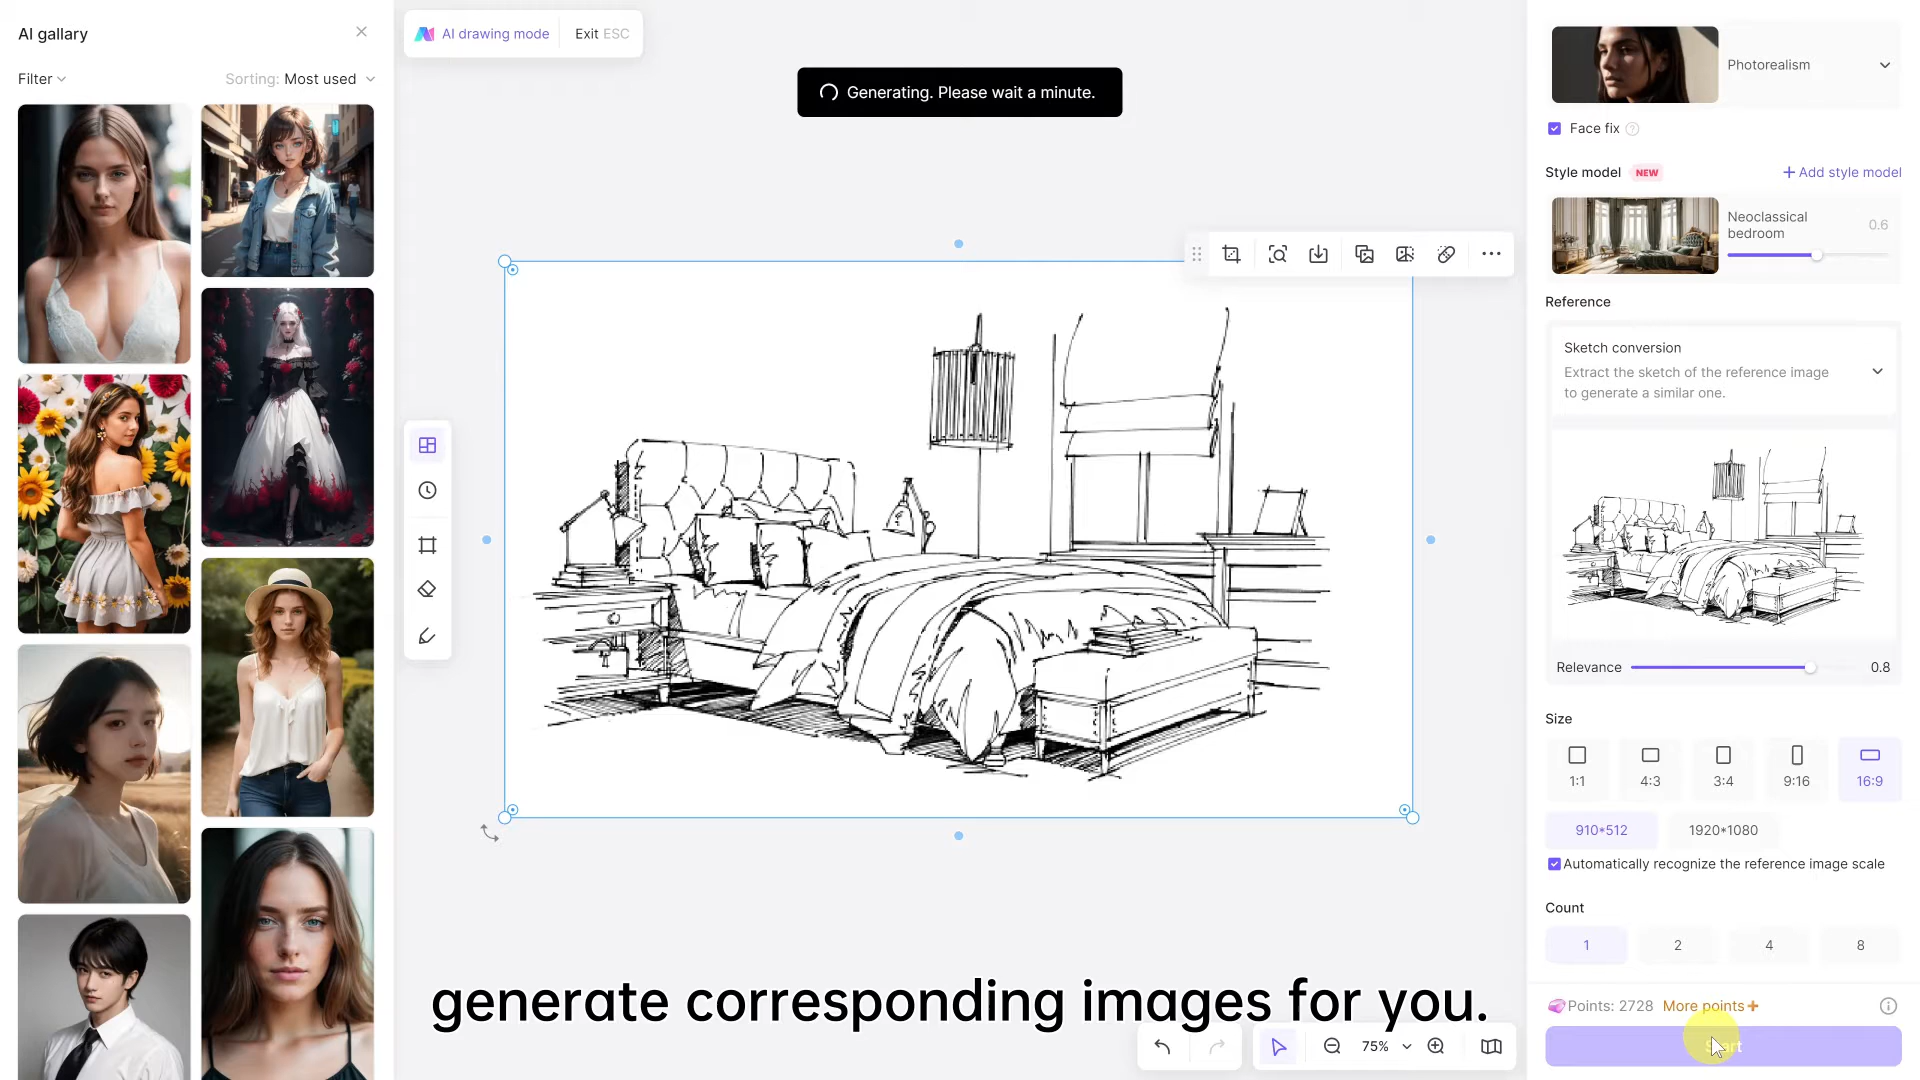 AI gallary
Filter
Sorting: Most used
AI drawing mode
Exit ESC
Generating. Please wait a minute.
generate corresponding images for you.
75%
Photorealism
Face fix
Style model NEW
Add style model
Neoclassical
bedroom
0.6
Reference
Sketch conversion
Extract the sketch of the reference image
to generate a similar one.
Relevance
0.8
Size
1:1
4:3
3:4
9:16
16:9
910*512
1920*1080
Automatically recognize the reference image scale
Count
1
2
4
8
Points: 2728
More points+
Start